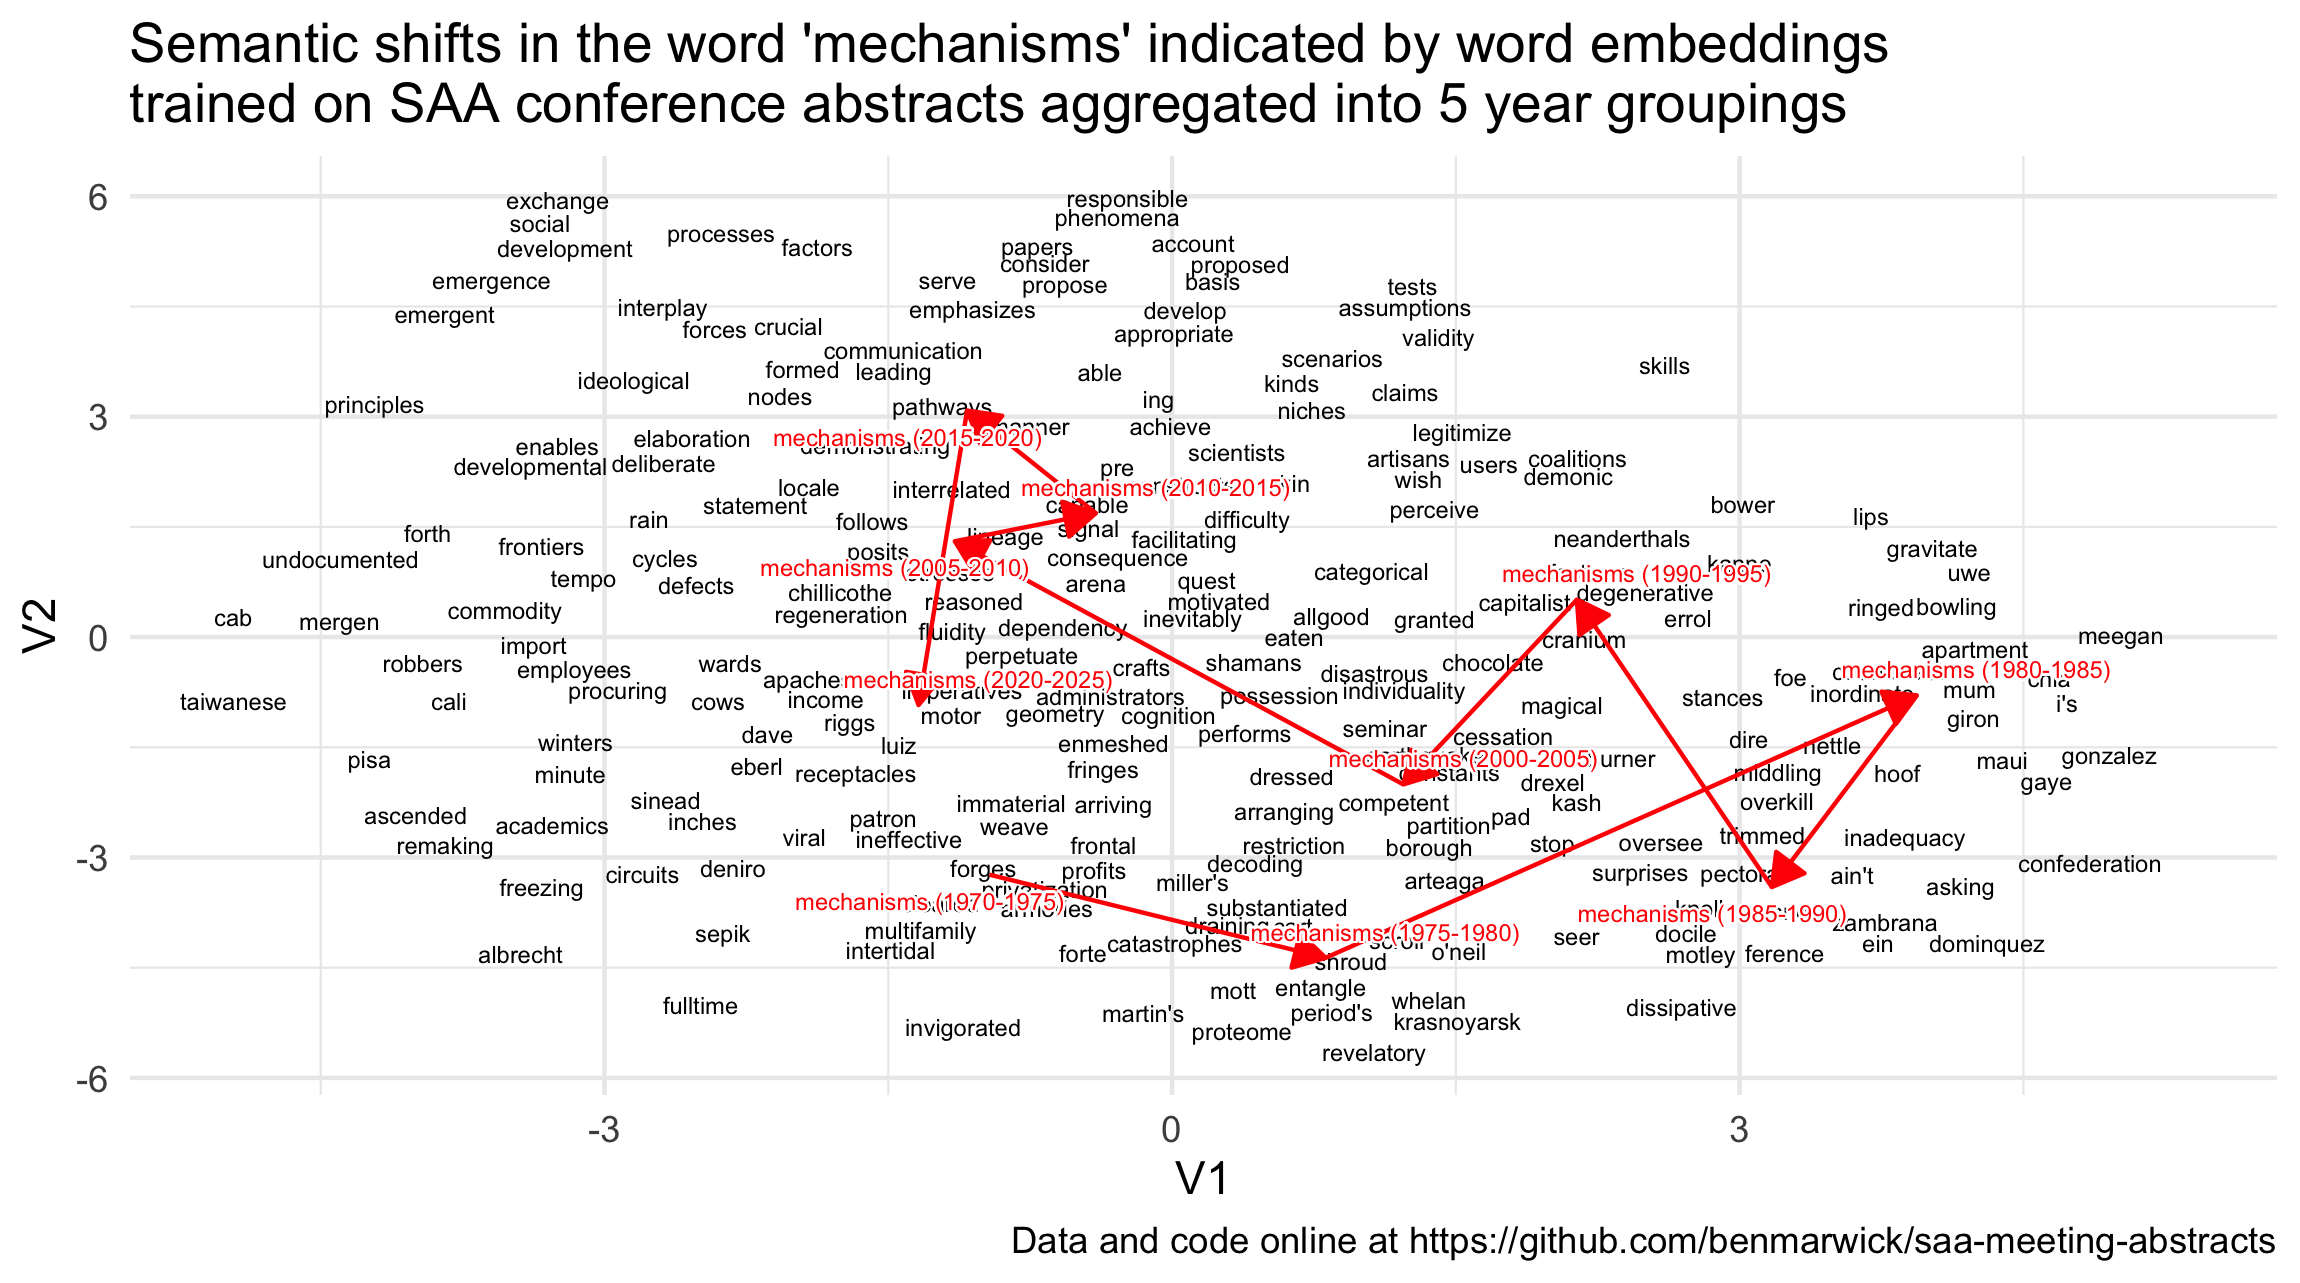 Semantic shifts in the word 'mechanisms' indicated by word embeddings
trained on SAA conference abstracts aggregated into 5 year groupings
6
exchange responsible
social phenomena
processes
development factors papers account
consider proposed
emergence serve propose basis tests
emergent interplay emphasizes develop assumptions
forces crucial appropriate validity
communication scenarios
formed leading able skills
ideological kinds claims
nodes
principles pathways ing niches
3
manner achieve legitimize
enables elaboration mechanisms (2015-2020)
demonstrating scientists
developmental deliberate pre artisans users coalitions
wish demonic
locale interrelated mechanisms (2010-2015)
statement capable bower
rain follows signal difficulty perceive lips
forth lineage facilitating neanderthals
frontiers posits gravitate
undocumented cycles consequence
mechanisms (2005-2010) categorical mechanisms (1990-1995) uwe
tempo defects arena quest
chillicothe reasoned motivated capitalist degenerative
commodity regeneration inevitably allgood granted errol ringed bowling
cab mergen fluidity dependency
0
eaten cranium meegan
import perpetuate apartment
robbers employees wards crafts shamans disastrous chocolate
apache mechanisms (2020-2025) foe mechanisms (1980-1985)
procuring imperatives administrators possession individuality stances inordinate mum
taiwanese cali cows income magical i's
riggs motor geometry cognition giron
winters dave performs seminar cessation dire
luiz enmeshed nettle
pisa mechanisms (2000-2005) maui gonzalez
minute eberl receptacles fringes dressed constants middling hoof
drexel gaye
sinead immaterial arriving arranging competent kash overkill
ascended academics inches patron weave partition pad
viral ineffective trimmed inadequacy
remaking frontal restriction borough stop oversee
-3
deniro forges profits decoding confederation
circuits miller's arteaga surprises ain't
freezing privatization asking
mechanisms (1970-1975) armories substantiated mechanisms (1985-1990)
multifamily draining zambrana
sepik mechanisms (1975-1980) seer docile
intertidal catastrophes scroll ein dominquez
albrecht forte o'neil motley ference
shroud
mott entangle
fulltime whelan dissipative
martin's period's
invigorated proteome krasnoyarsk
revelatory
-6
-3 0 3
V1
V2
Data and code online at https://github.com/benmarwick/saa-meeting-abstracts